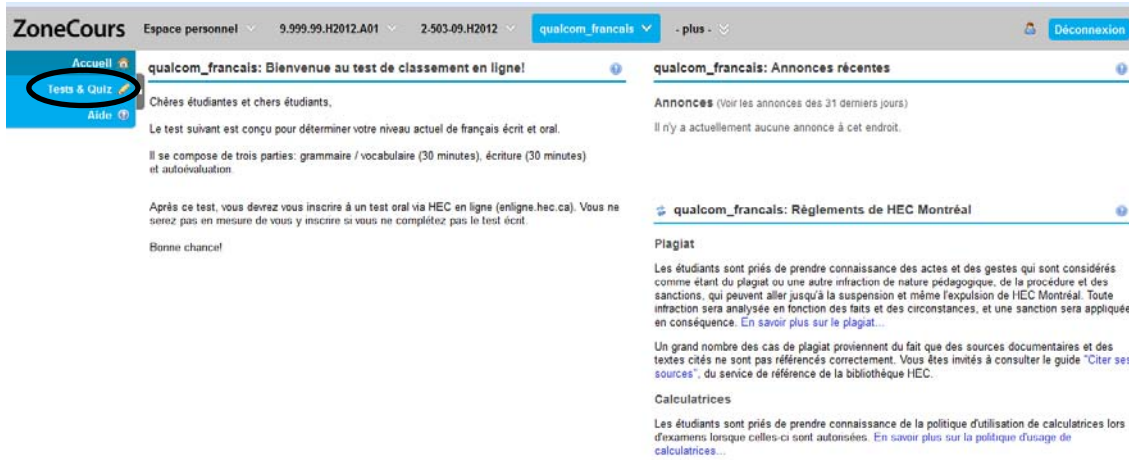 ZoneCours
Espace personnel
9.999.99.H2012.A01
2-503-09.H2012
qualcom_francais
- plus -
Déconnexion
Accueil
Tests & Quiz
Aide
qualcom_francais: Bienvenue au test de classement en ligne!
Chères étudiantes et chers étudiants,
Le test suivant est conçu pour déterminer votre niveau actuel de français écrit et oral.
Il se compose de trois parties: grammaire / vocabulaire (30 minutes), écriture (30 minutes)
et autoévaluation.
Après ce test, vous devrez vous inscrire à un test oral via HEC en ligne (enligne.hec.ca). Vous ne
serez pas en mesure de vous y inscrire si vous ne complétez pas le test écrit.
Bonne chance!
qualcom_francais: Annonces récentes
Annonces (Voir les annonces des 31 derniers jours)
Il n'y a actuellement aucune annonce à cet endroit.
qualcom_francais: Règlements de HEC Montréal
Plagiat
Les étudiants sont priés de prendre connaissance des actes et des gestes qui sont considérés
comme étant du plagiat ou une autre infraction de nature pédagogique, de la procédure et des
sanctions, qui peuvent aller jusqu'à la suspension et même l'expulsion de HEC Montréal. Toute
infraction sera analysée en fonction des faits et des circonstances, et une sanction sera appliquée
en conséquence. En savoir plus sur le plagiat...
Un grand nombre des cas de plagiat proviennent du fait que des sources documentaires et des
textes cités ne sont pas référencés correctement. Vous êtes invités à consulter le guide "Citer ses
sources", du service de référence de la bibliothèque HEC.
Calculatrices
Les étudiants sont priés de prendre connaissance de la politique d'utilisation de calculatrices lors
d'examens lorsque celles-ci sont autorisées. En savoir plus sur la politique d'usage de
calculatrices...